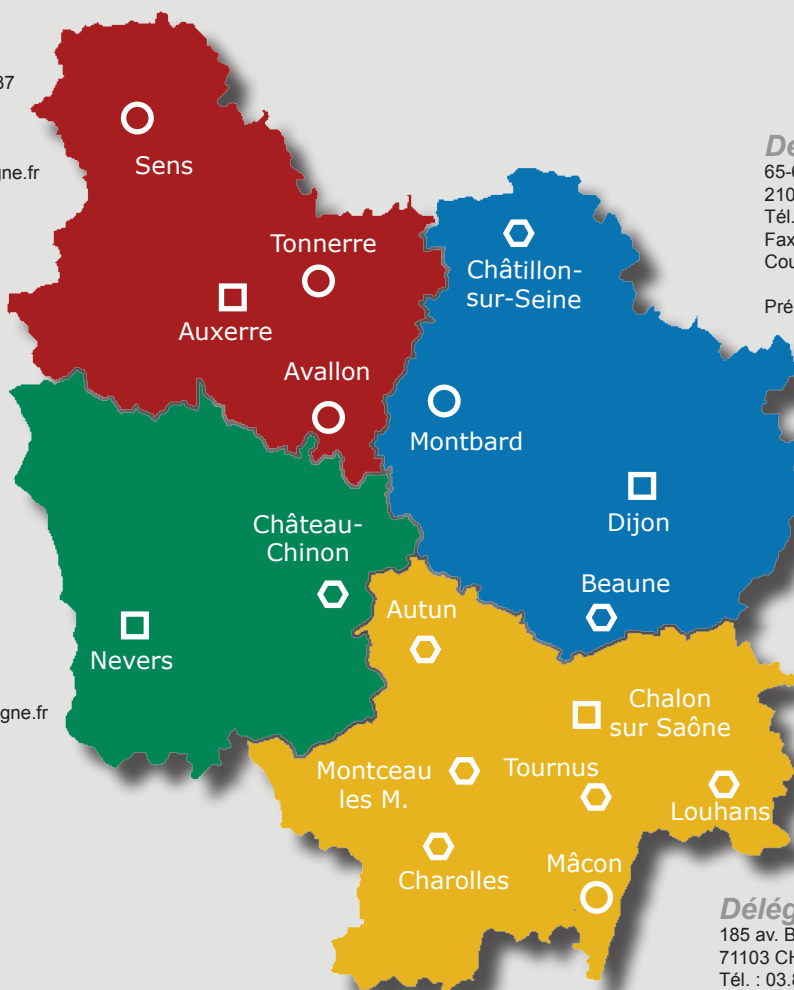 37
Sens
gne.fr
Tonnerre
Auxerre
Avallon
Châtillon-
sur-Seine
Montbard
Dijon
Beaune
Château-
Chinon
Nevers
gne.fr
Autun
Chalon
sur Saône
Montceau
les M.
Tournus
Louhans
Charolles
Mâcon
65-
210
Tél.
Fax
Cou
Pré
Délég
185 av. B
71103 CH
Tél. : 03.8